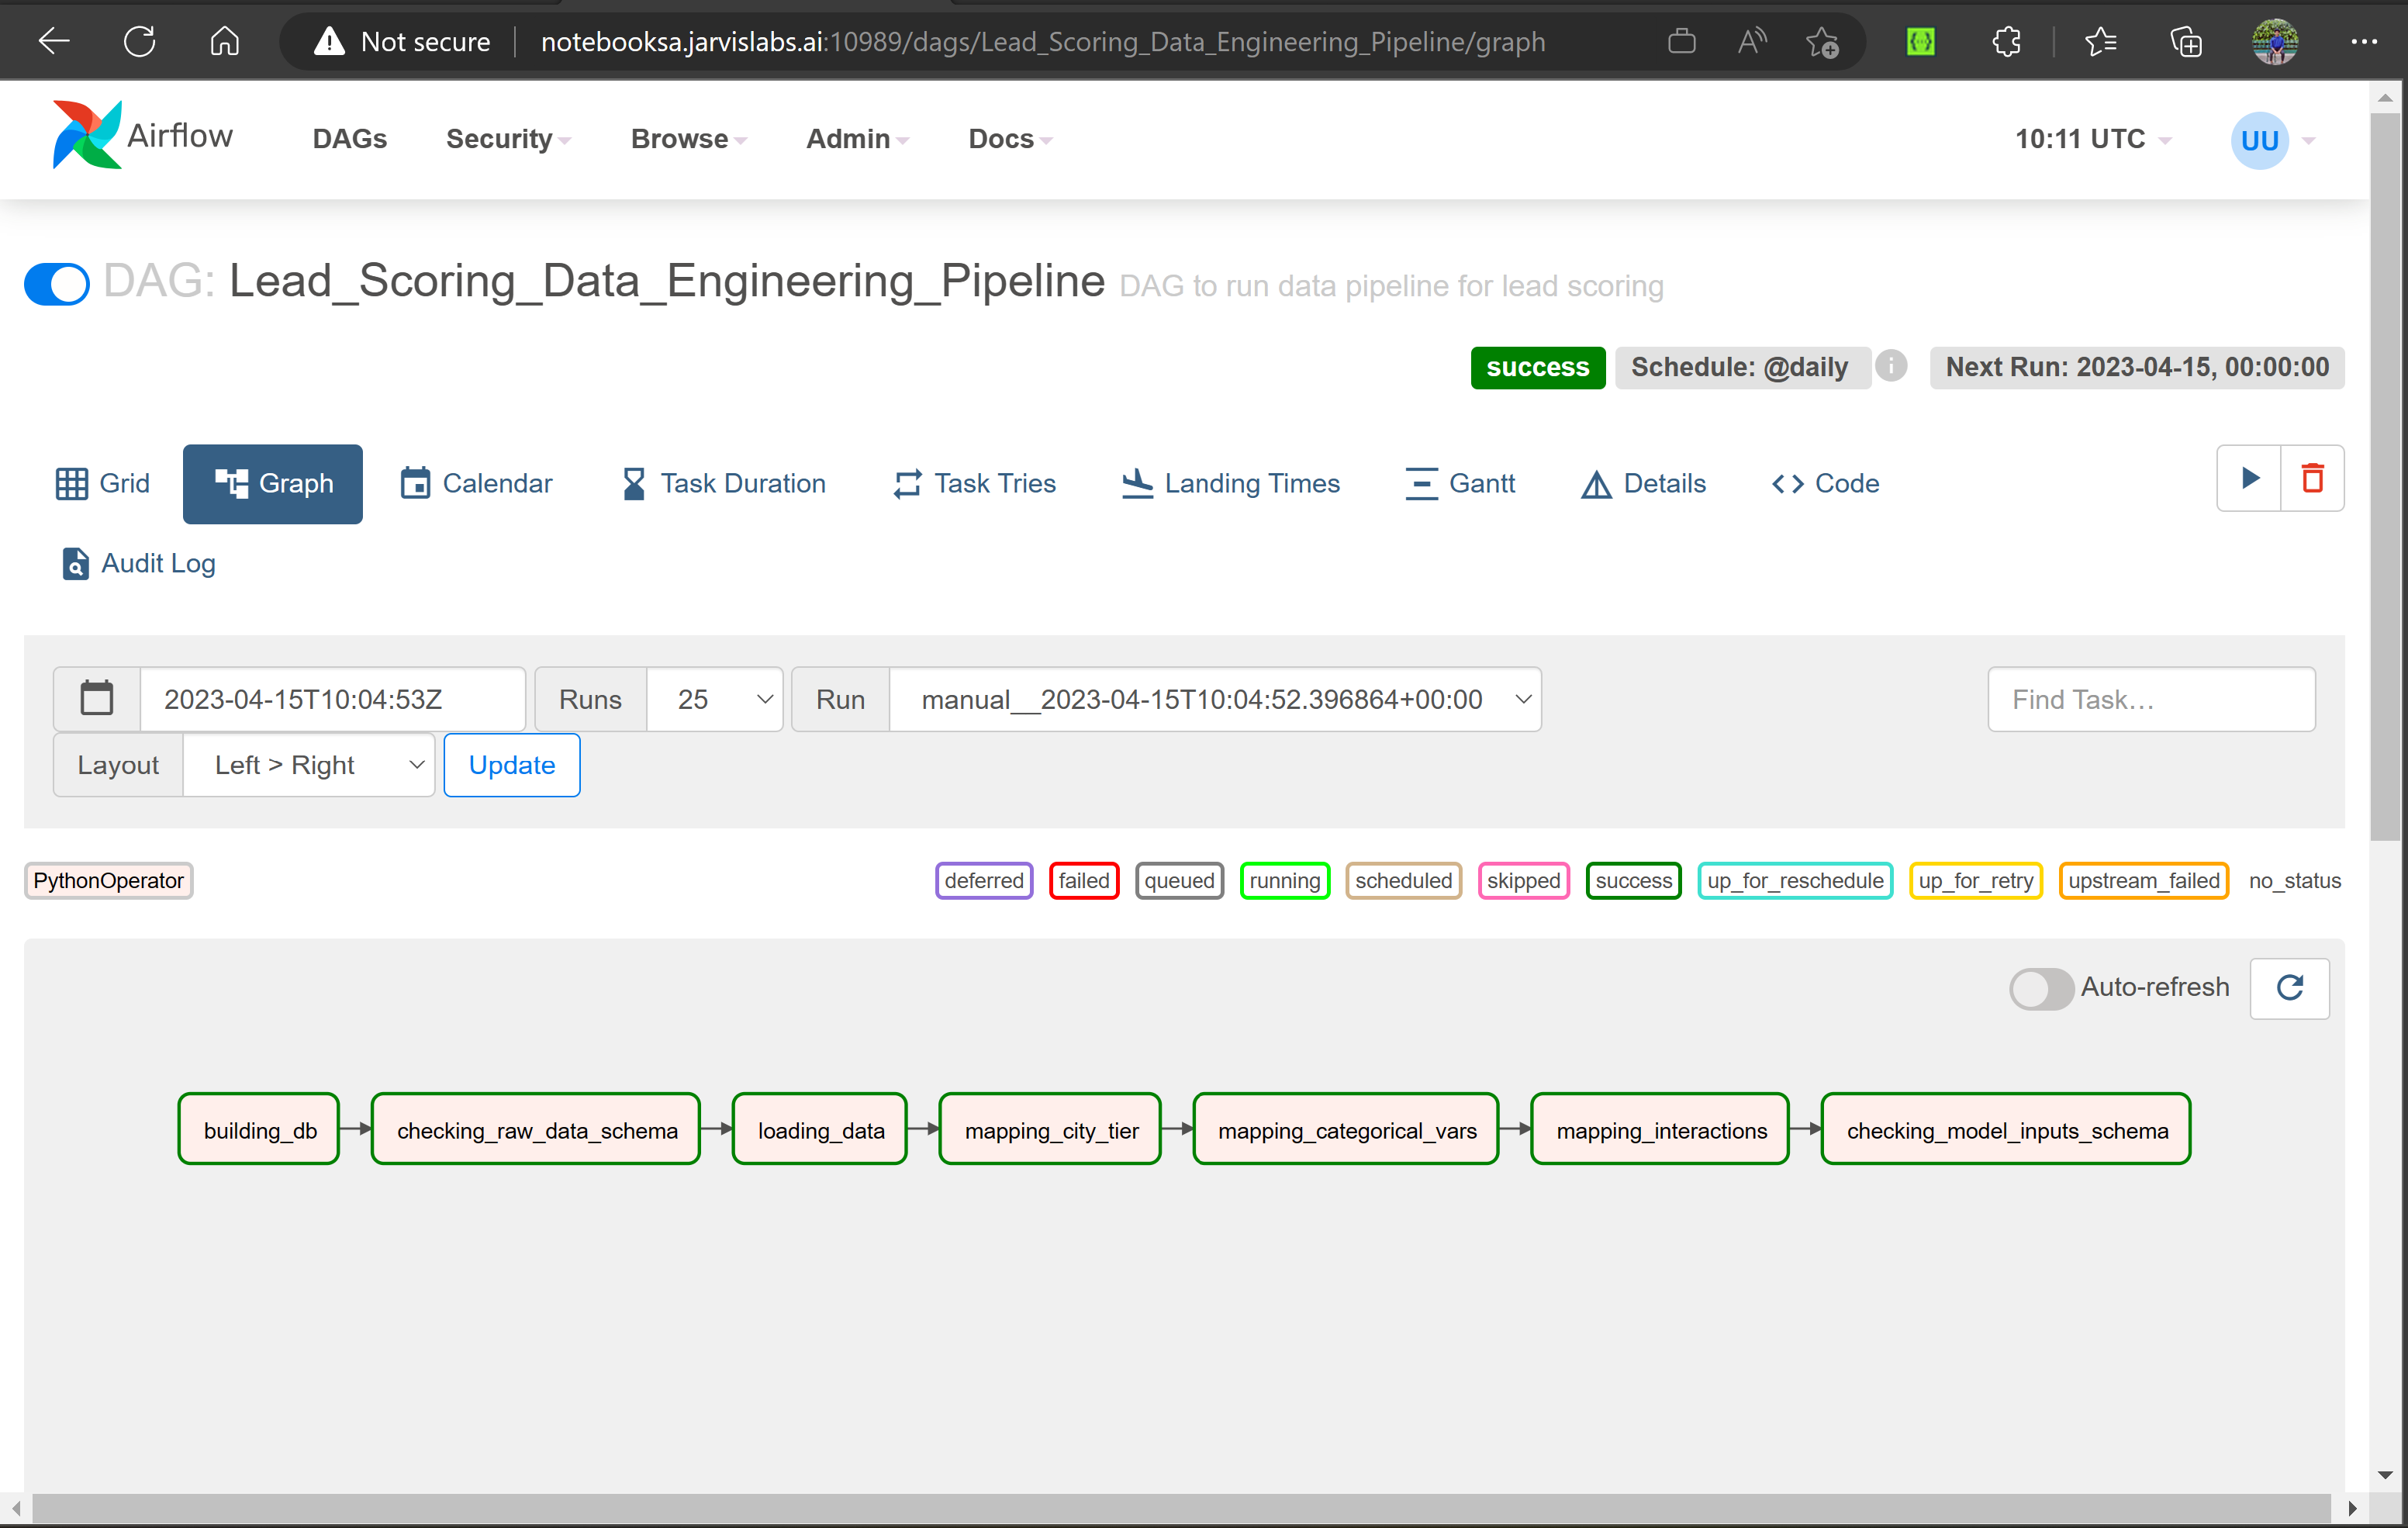 Not secure notebooksa.jarvislabs.ai:10989/dags/Lead_Scoring_Data_Engineering_Pipeline/graph
Airflow DAGs Security Browse Admin Docs 10:11 UTC UU
DAG: Lead_Scoring_Data_Engineering_Pipeline DAG to run data pipeline for lead scoring
success Schedule: @daily i Next Run: 2023-04-15, 00:00:00
Grid Graph Calendar Task Duration Task Tries Landing Times Gantt Details Code
Audit Log
2023-04-15T10:04:53Z Runs 25 Run manual__2023-04-15T10:04:52.396864+00:00 Find Task…
Layout Left > Right Update
PythonOperator deferred failed queued running scheduled skipped success up_for_reschedule up_for_retry upstream_failed no_status
Auto-refresh
building_db checking_raw_data_schema loading_data mapping_city_tier mapping_categorical_vars mapping_interactions checking_model_inputs_schema